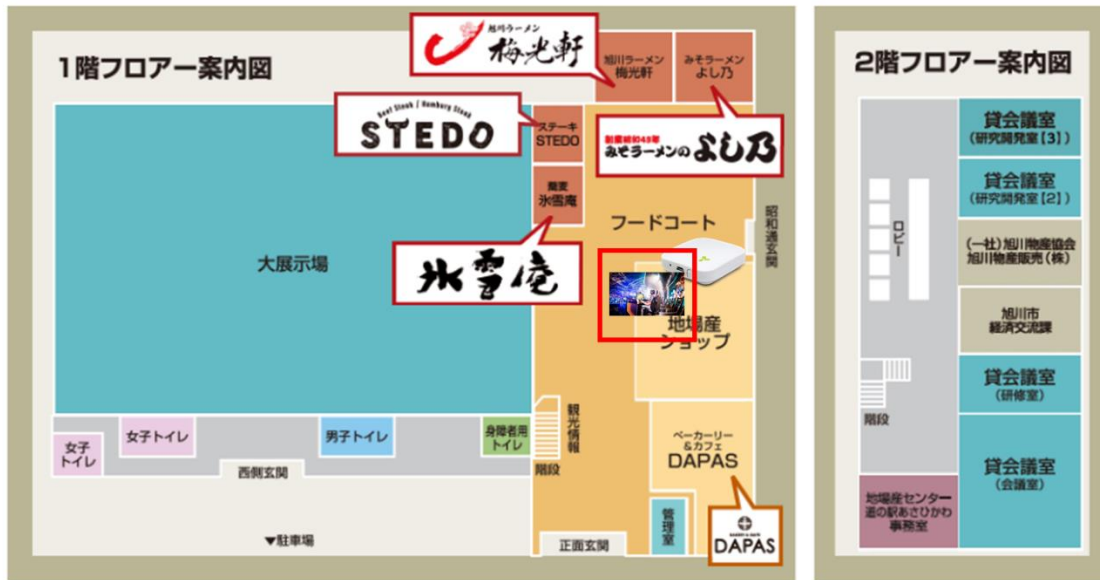 1階フロアー案内図
旭川ラーメン
梅光軒
旭川ラーメン
梅光軒
みそラーメン
よし乃
Beef Steak / Hamburg Steak
STEDO
ステーキ
STEDO
創業昭和49年
みそラーメンの よし乃
蕎麦
氷雪庵
氷雪庵
フードコート
昭和通玄関
大展示場
地場産
ショップ
女子
トイレ
女子トイレ
男子トイレ
身障者用
トイレ
観光情報
階段
西側玄関
ベーカーリー
&カフェ
DAPAS
管理室
DAPAS
▼駐車場
正面玄関
2階フロアー案内図
貸会議室
(研究開発室【3】)
貸会議室
(研究開発室【2】)
ロビー
(一社)旭川物産協会
旭川物産販売(株)
旭川市
経済交流課
貸会議室
(研修室)
階段
貸会議室
(会議室)
地場産センター
道の駅あさひかわ
事務室